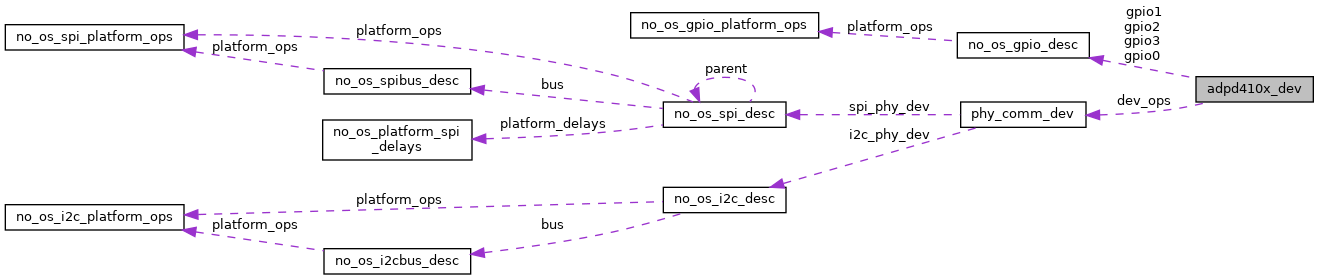 no_os_spi_platform_ops
platform_ops
platform_ops
no_os_spibus_desc
bus
no_os_platform_spi
_delays
platform_delays
no_os_gpio_platform_ops
platform_ops
no_os_gpio_desc
gpio1
gpio2
gpio3
gpio0
parent
no_os_spi_desc
spi_phy_dev
phy_comm_dev
dev_ops
adpd410x_dev
i2c_phy_dev
no_os_i2c_desc
platform_ops
no_os_i2c_platform_ops
platform_ops
bus
no_os_i2cbus_desc